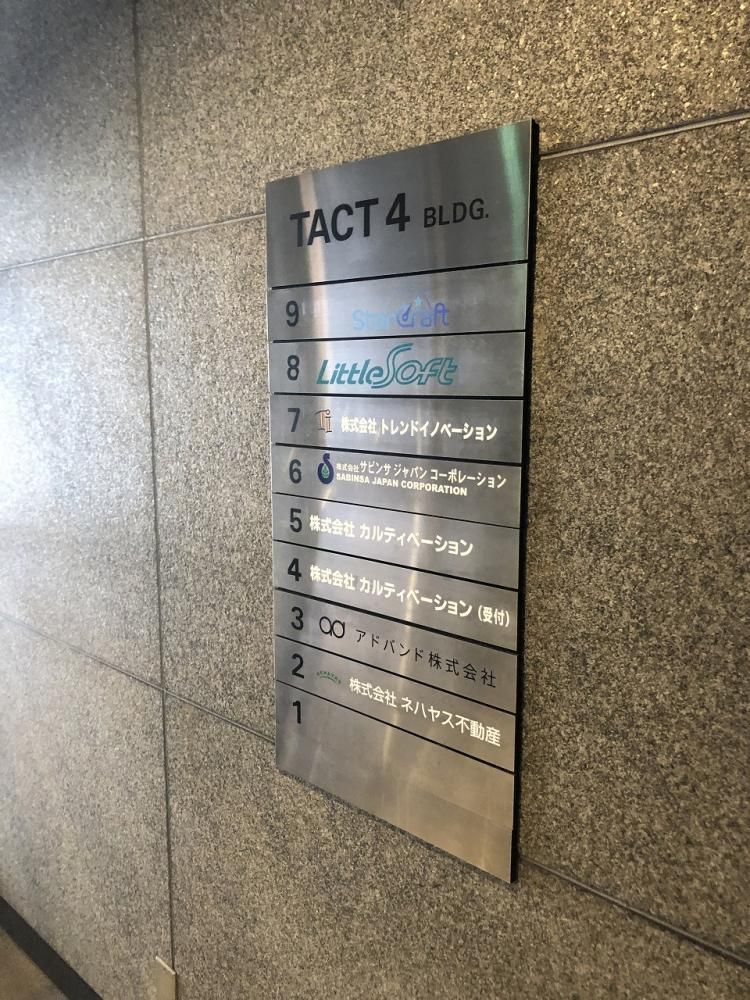 TACT 4 BLDG.
9 StarCraft
8 LittleSoft
7 Ti 株式会社 トレンドイノベーション
6 株式会社 サビンサ ジャパン コーポレーション
SABINSA JAPAN CORPORATION
5 株式会社 カルティベーション
4 株式会社 カルティベーション (受付)
3 ad アドバンド株式会社
2 株式会社 ネハヤス不動産
1